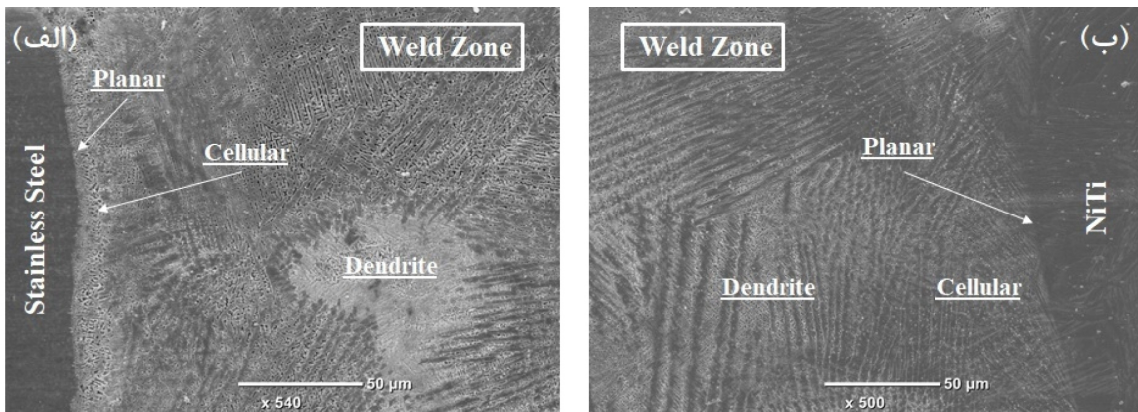 (الف)
Weld Zone
Planar
Cellular
Stainless Steel
Dendrite
50 µm
x 540
Weld Zone
(ب)
Planar
NiTi
Dendrite
Cellular
50 µm
x 500